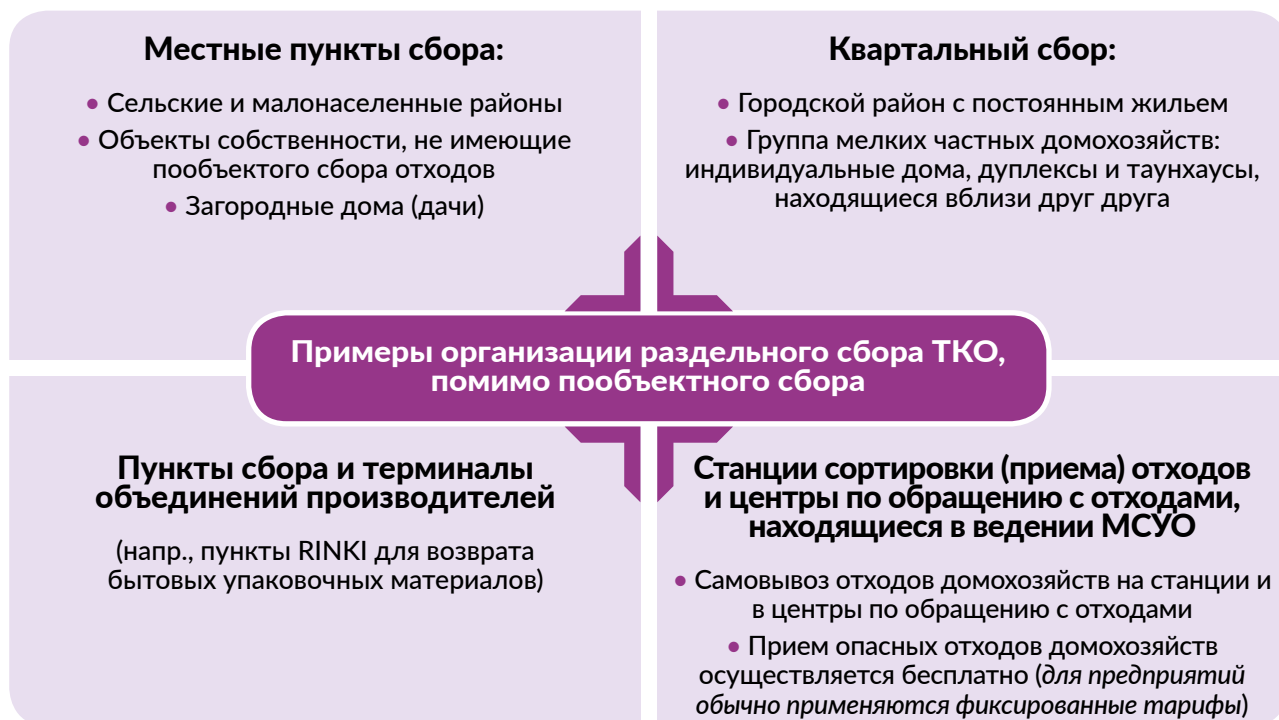 Местные пункты сбора:
• Сельские и малонаселенные районы
• Объекты собственности, не имеющие
пообъектого сбора отходов
• Загородные дома (дачи)
Квартальный сбор:
• Городской район с постоянным жильем
• Группа мелких частных домохозяйств:
индивидуальные дома, дуплексы и таунхаусы,
находящиеся вблизи друг друга
Примеры организации раздельного сбора ТКО,
помимо пообъектного сбора
Пункты сбора и терминалы
объединений производителей
(напр., пункты RINKI для возврата
бытовых упаковочных материалов)
Станции сортировки (приема) отходов
и центры по обращению с отходами,
находящиеся в ведении МСУО
• Самовывоз отходов домохозяйств на станции и
в центры по обращению с отходами
• Прием опасных отходов домохозяйств
осуществляется бесплатно (для предприятий
обычно применяются фиксированные тарифы)